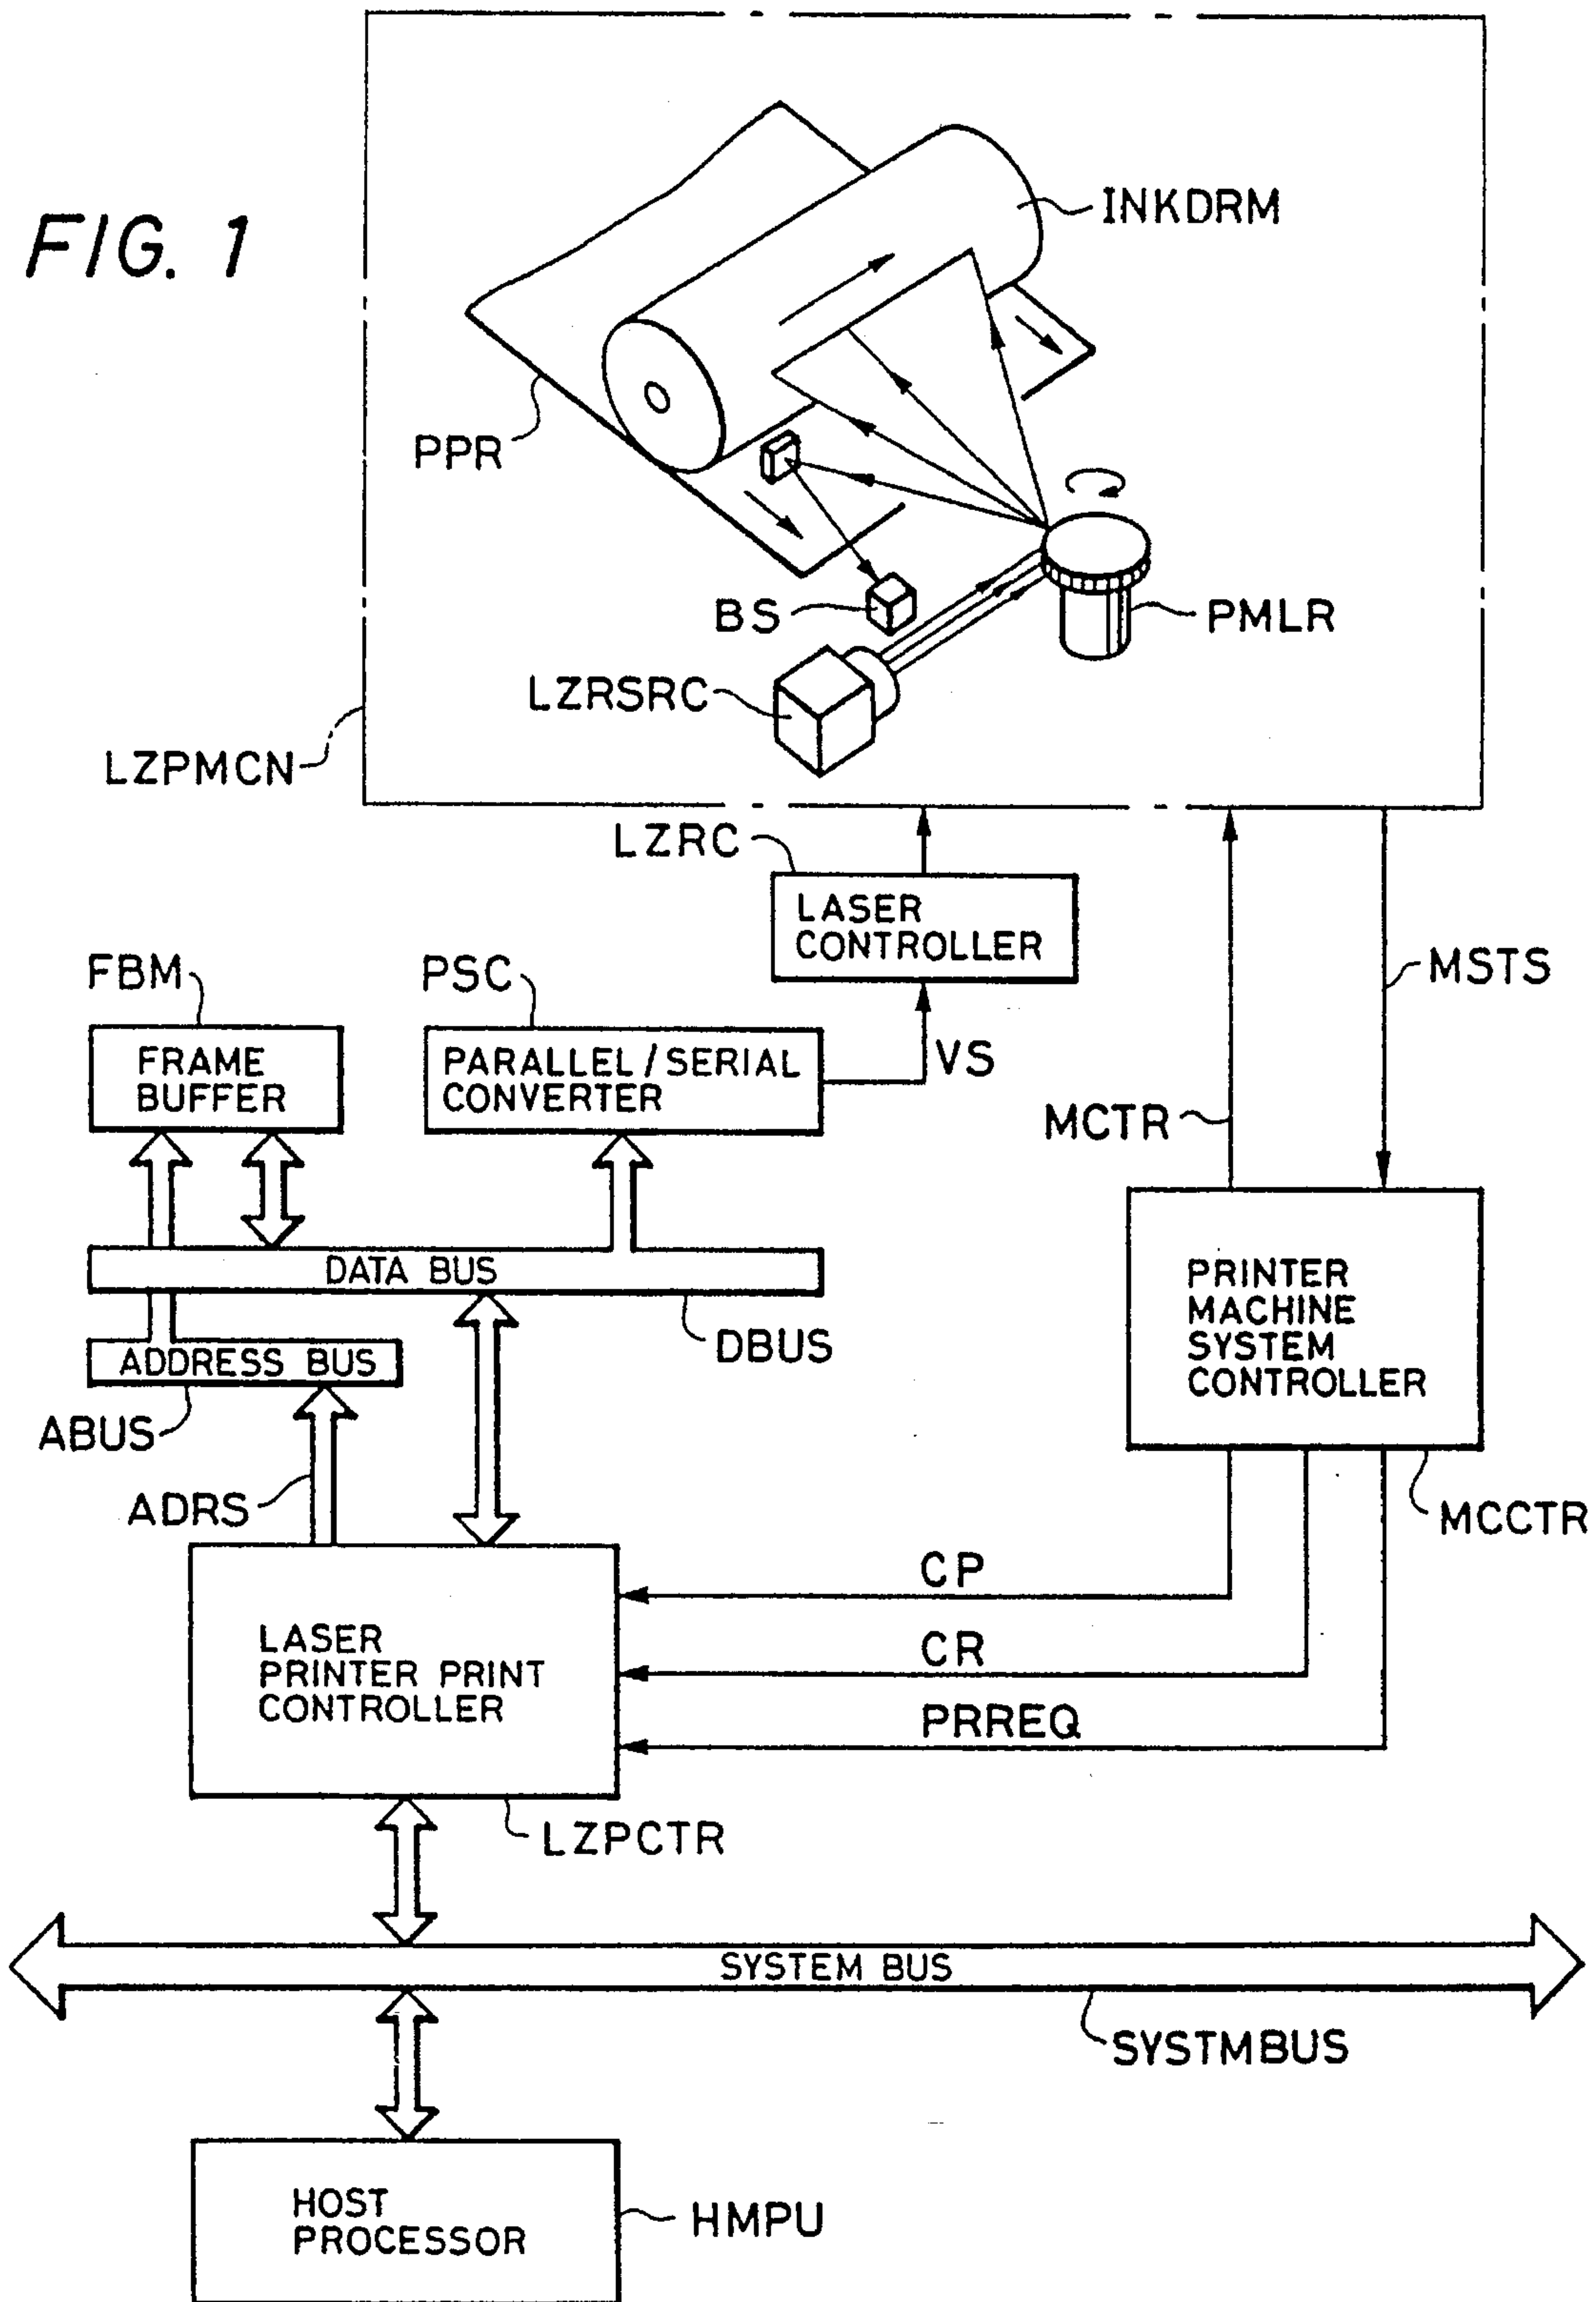 FIG. 1
INKDRM
PPR
BS
PMLR
LZRSRC
LZPMCN
LZRC
LASER
CONTROLLER
FBM
PSC
MSTS
FRAME
BUFFER
PARALLEL/SERIAL
CONVERTER
VS
MCTR
DATA BUS
PRINTER
MACHINE
SYSTEM
CONTROLLER
DBUS
ADDRESS BUS
ABUS
ADRS
MCCTR
CP
LASER
PRINTER PRINT
CONTROLLER
CR
PRREQ
LZPCTR
SYSTEM BUS
SYSTMBUS
HOST
PROCESSOR
HMPU